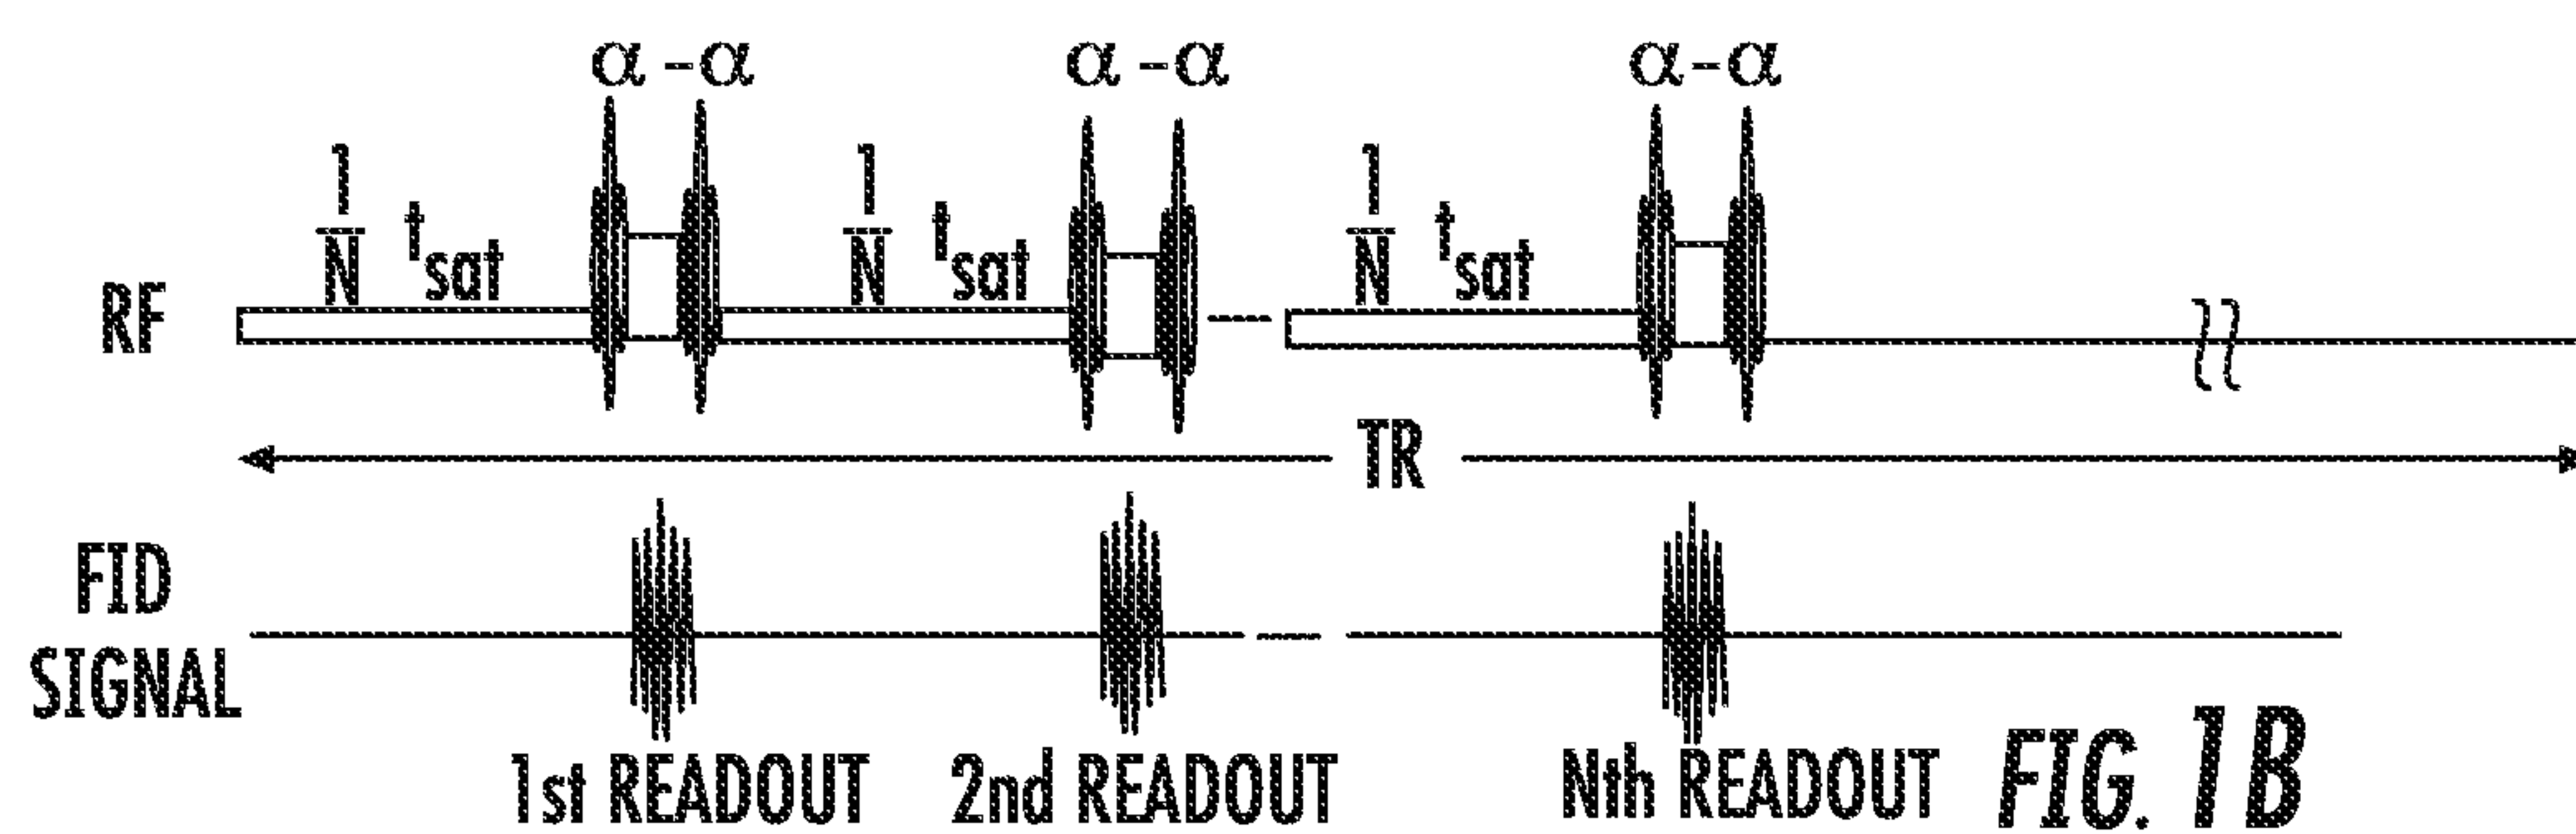 α -α α -α α-α
1/N tsat 1/N tsat 1/N tsat
RF
TR
FID
SIGNAL
1st READOUT 2nd READOUT Nth READOUT
FIG. 1B